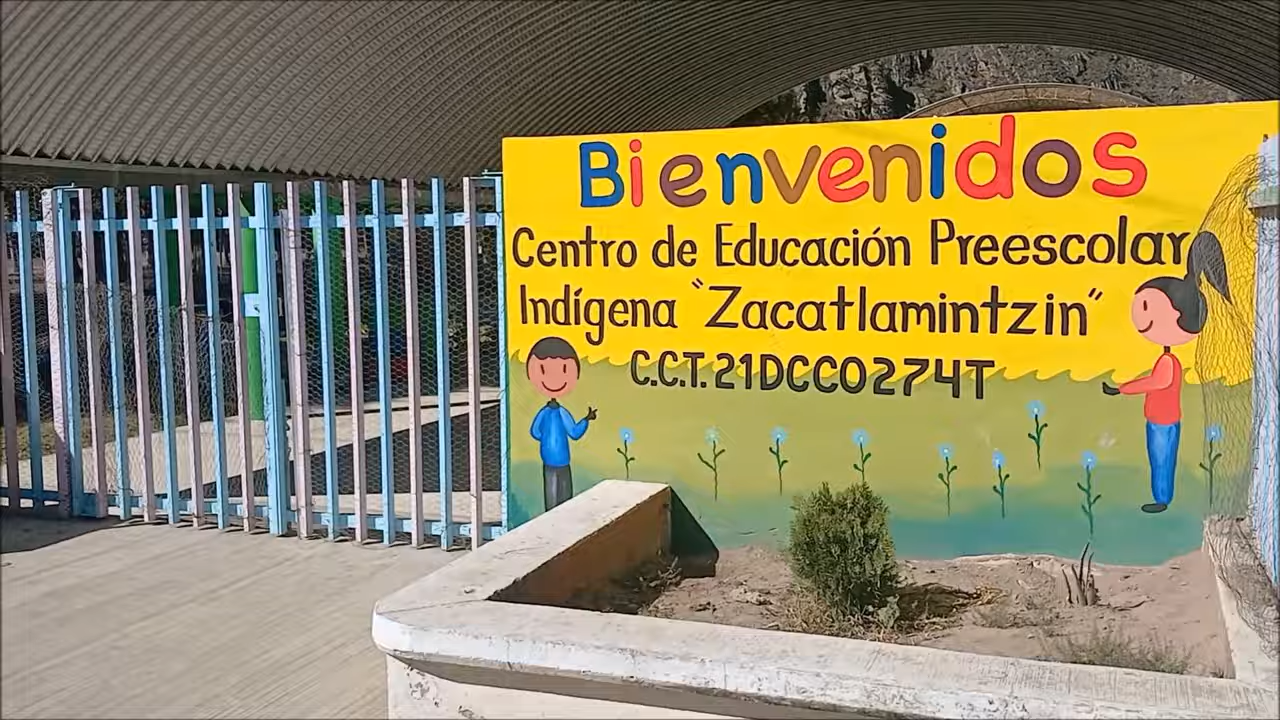 Bienvenidos
Centro de Educación Preescolar
Indígena "Zacatlamintzin"
C.C.T. 21DCC0274T